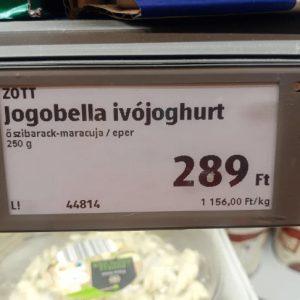 ZOTT
Jogobella ivójoghurt
őszibarack-maracuja / eper
250 g
289 Ft
L! 44814 1 156,00 Ft/kg